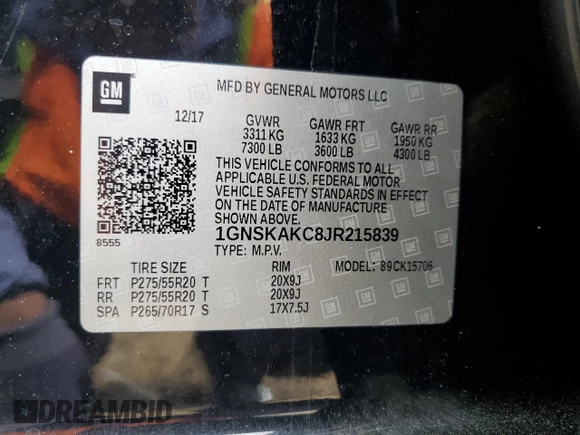 GM
MFD BY GENERAL MOTORS LLC
12/17
GVWR GAWR FRT GAWR RR
3311 KG 1633 KG 1950 KG
7300 LB 3600 LB 4300 LB
THIS VEHICLE CONFORMS TO ALL
APPLICABLE U.S. FEDERAL MOTOR
VEHICLE SAFETY STANDARDS IN EFFECT
ON THE DATE OF MANUFACTURE
SHOWN ABOVE.
8555
1GNSKAKC8JR215839
TYPE: M.P.V.
TIRE SIZE RIM MODEL: 89CK15706
FRT P275/55R20 T 20X9J
RR P275/55R20 T 20X9J
SPA P265/70R17 S 17X7.5J
DREAMBID